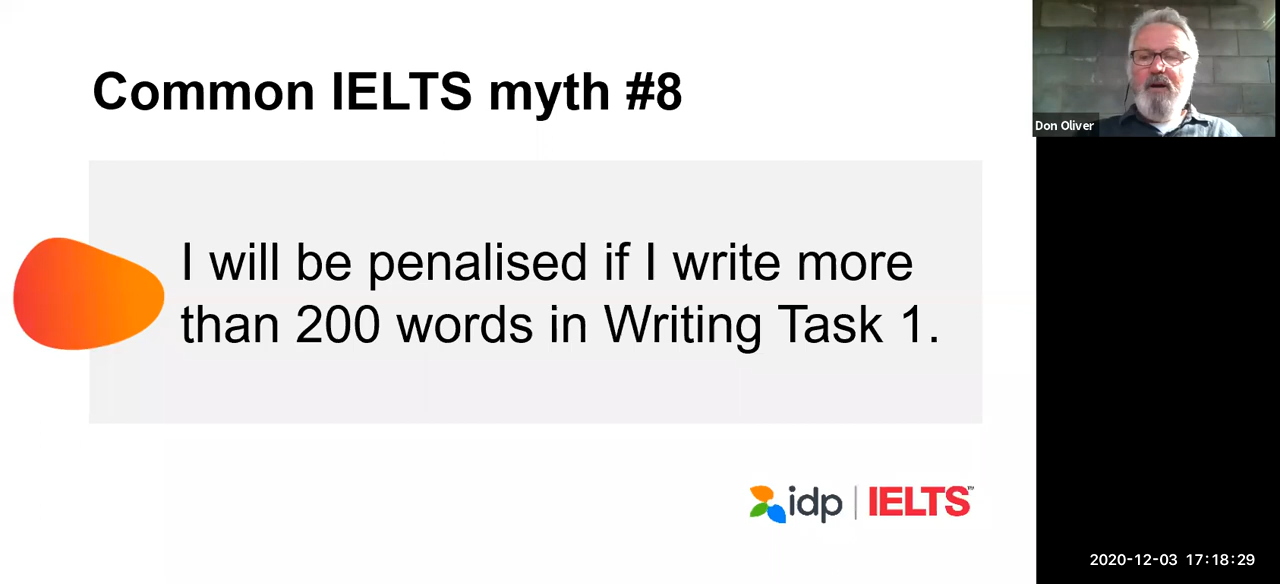 Common IELTS myth #8
I will be penalised if I write more
than 200 words in Writing Task 1.
idp | IELTS™
Don Oliver
2020-12-03 17:18:29